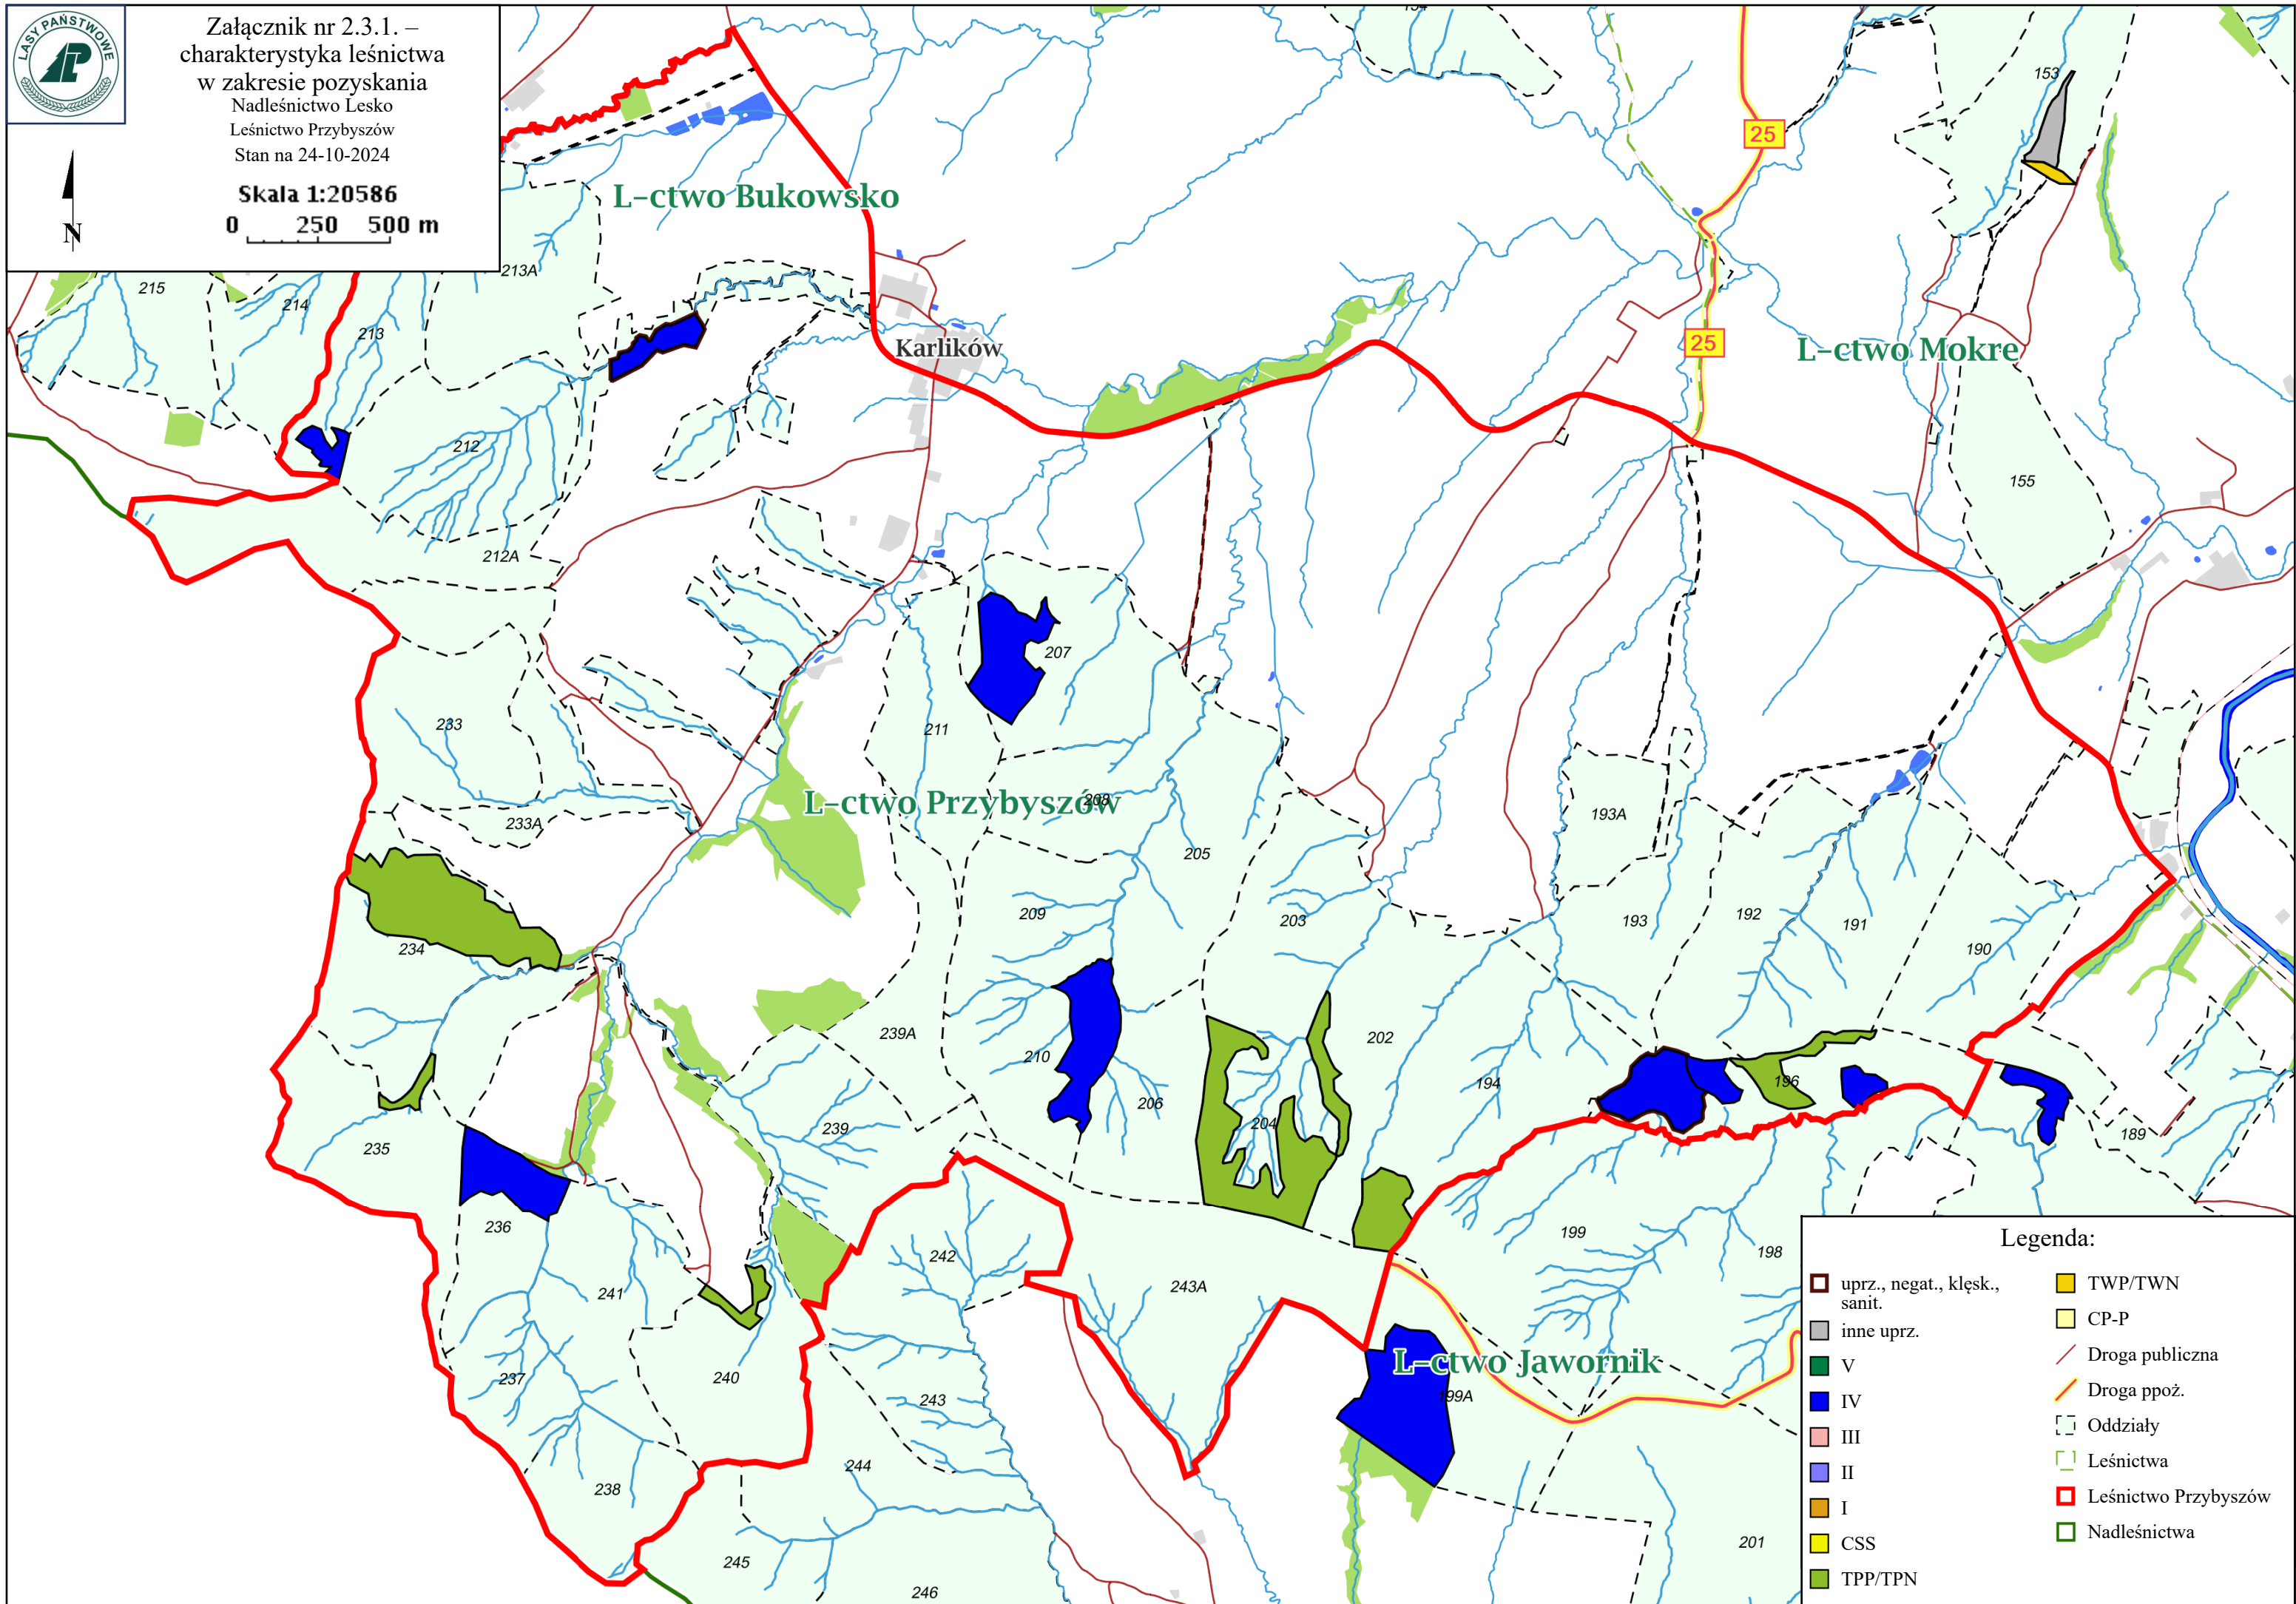 LASY PAŃSTWOWE
Załącznik nr 2.3.1. –
charakterystyka leśnictwa
w zakresie pozyskania
Nadleśnictwo Lesko
Leśnictwo Przybyszów
Stan na 24-10-2024
Skala 1:20586
0 250 500 m
N
153
25
L-ctwo Bukowsko
213A
215
214
213
25
Karlików
L-ctwo Mokre
212
155
212A
207
233
211
L-ctwo Przybyszów
208
193A
233A
205
209
203
193
192
191
190
234
239A
202
210
194
196
206
204
239
235
189
236
242
199
198
241
243A
237
240
L-ctwo Jawornik
199A
243
244
238
245
246
201
Legenda:
uprz., negat., klęsk.,
sanit.
inne uprz.
V
IV
III
II
I
CSS
TPP/TPN
TWP/TWN
CP-P
Droga publiczna
Droga ppoż.
Oddziały
Leśnictwa
Leśnictwo Przybyszów
Nadleśnictwa